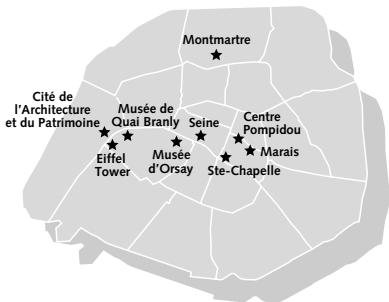 Montmartre
Cité de
l'Architecture
et du Patrimoine
Musée de
Quai Branly
Seine
Centre
Pompidou
Marais
Eiffel
Tower
Musée
d'Orsay
Ste-Chapelle